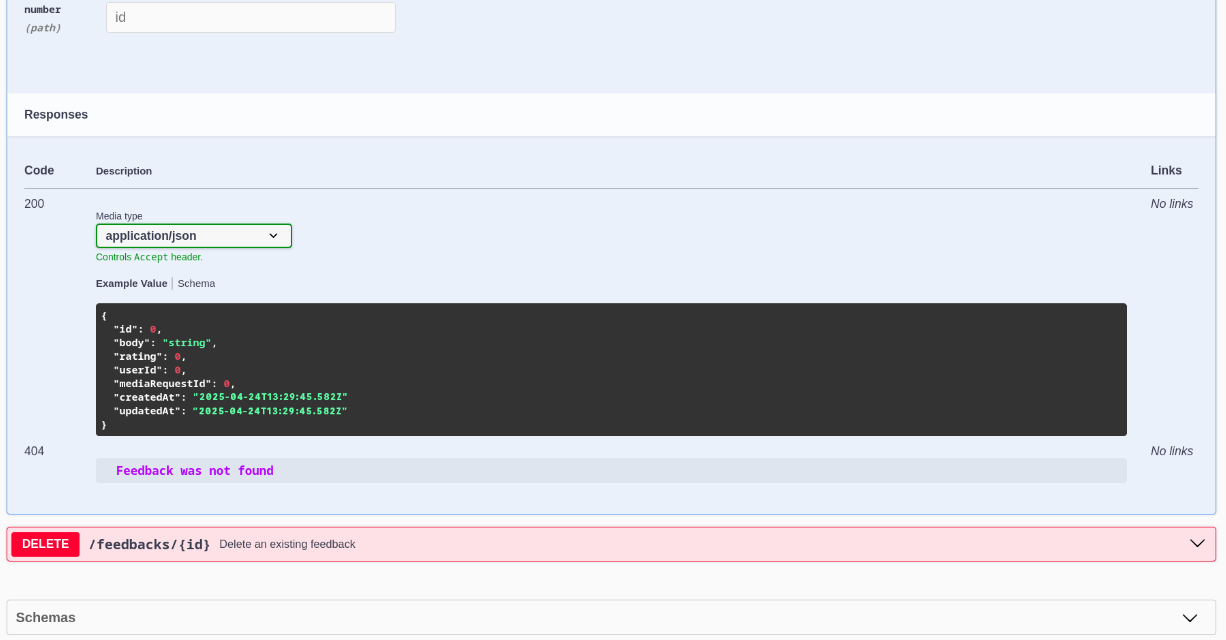 number
(path)
id
Responses
Code Description Links
200 No links
Media type
application/json
Controls Accept header.
Example Value Schema
{
"id": 0,
"body": "string",
"rating": 0,
"userId": 0,
"mediaRequestId": 0,
"createdAt": "2025-04-24T13:29:45.582Z"
"updatedAt": "2025-04-24T13:29:45.582Z"
}
404 No links
Feedback was not found
DELETE /feedbacks/{id} Delete an existing feedback
Schemas